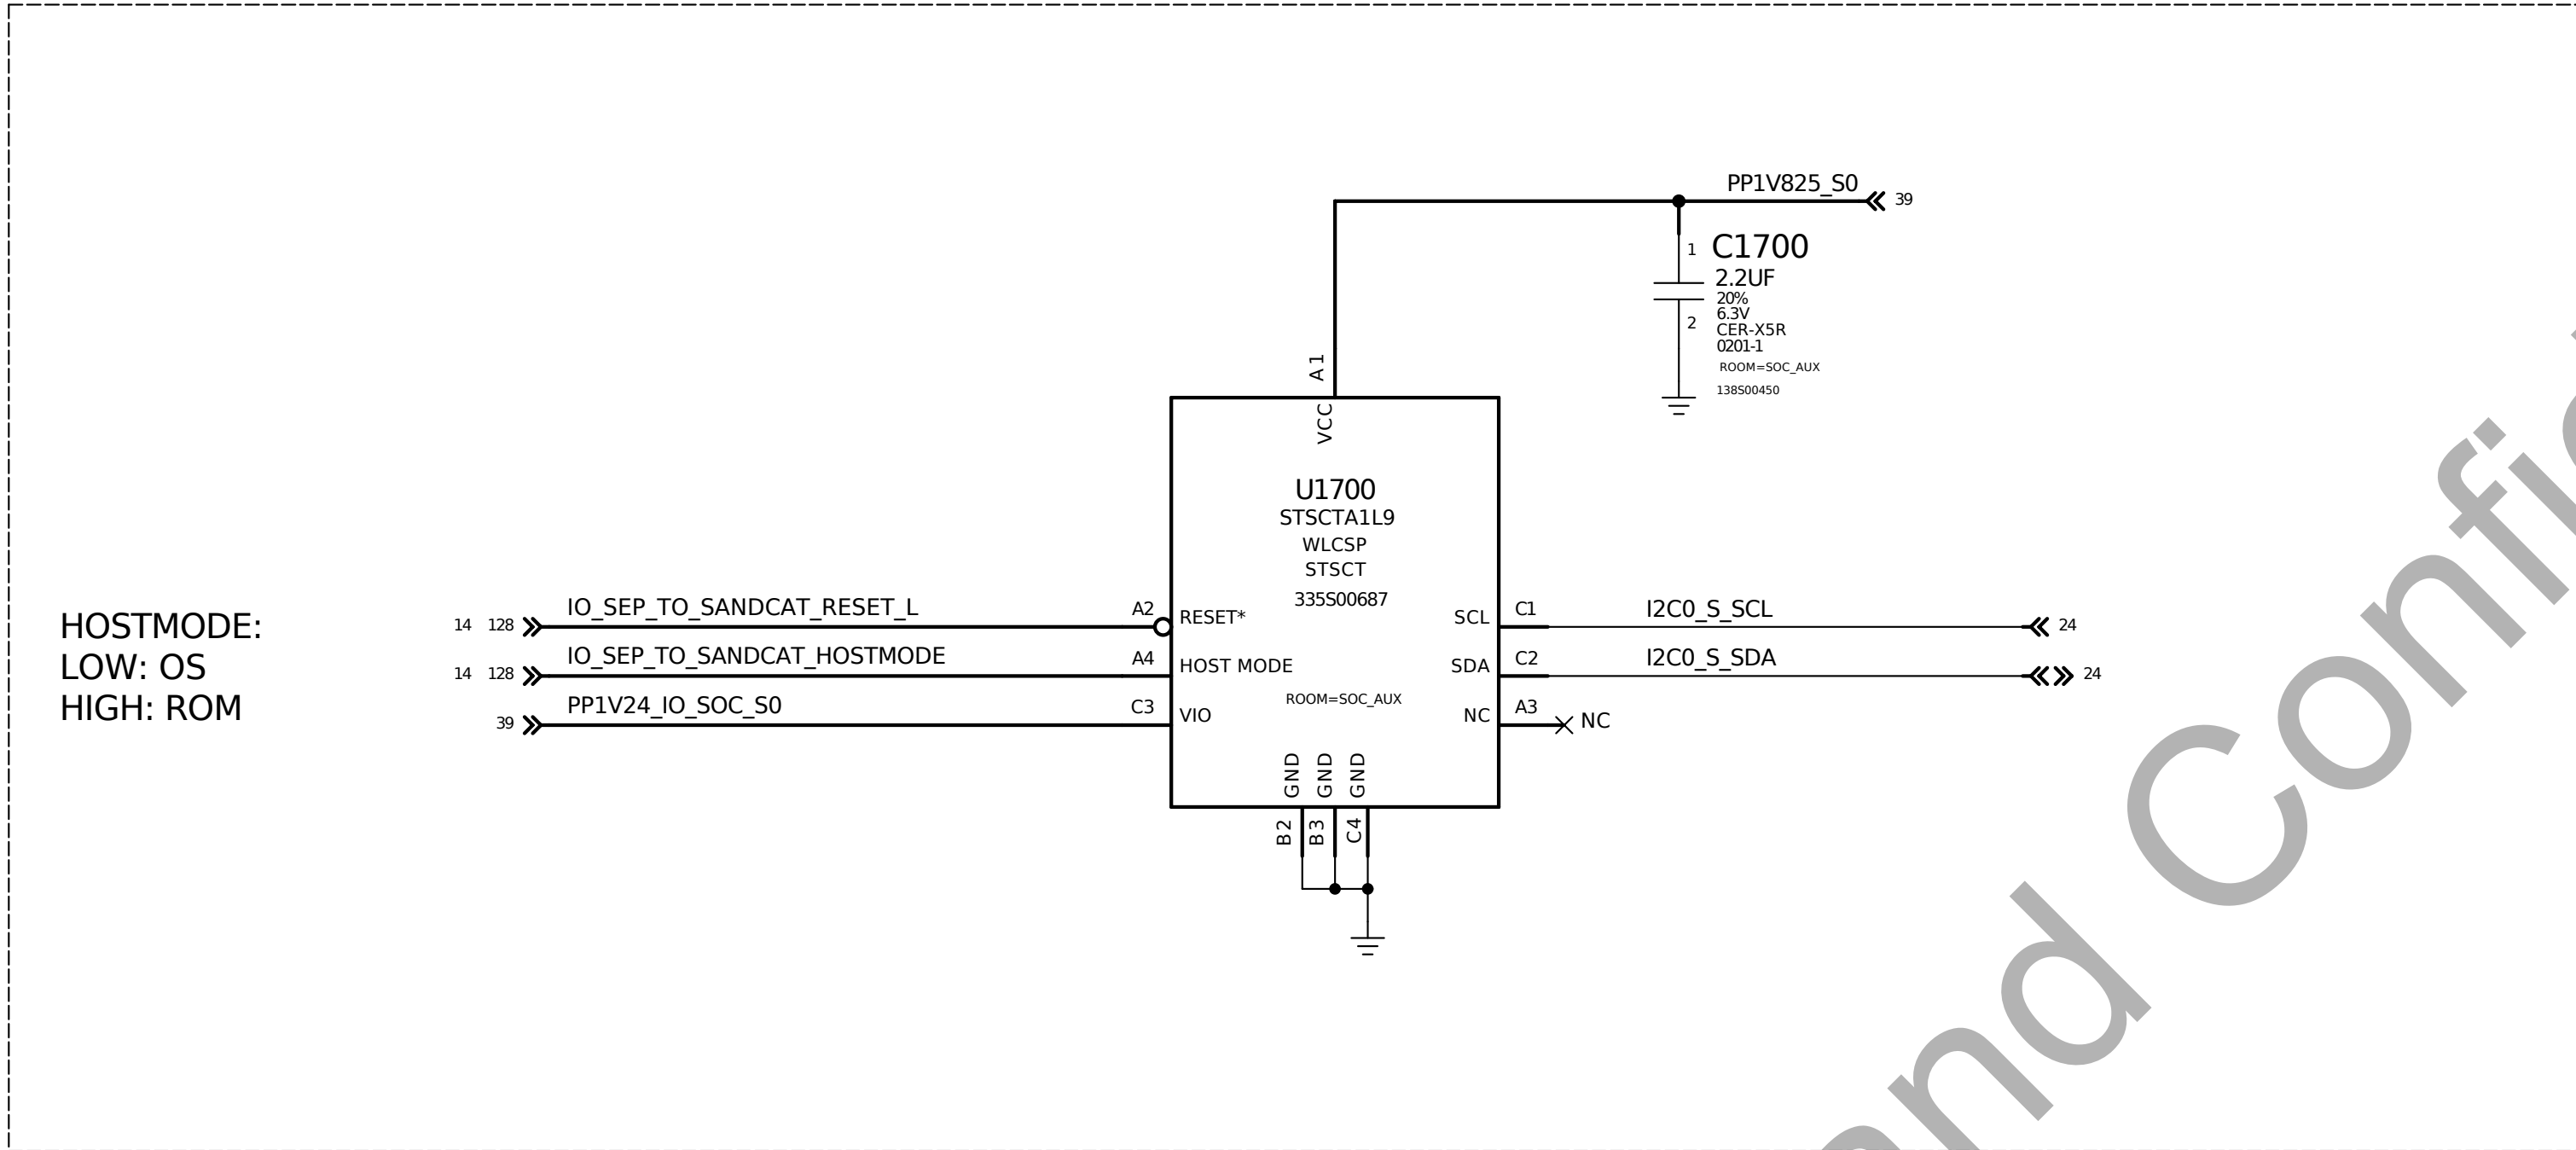 PP1V825_S0
39
1
C1700
2.2UF
20%
6.3V
2
CER-X5R
0201-1
ROOM=SOC_AUX
138S00450
A1
VCC
U1700
STSCTA1L9
WLCSP
STSCT
335S00687
HOSTMODE:
LOW: OS
HIGH: ROM
14 128 IO_SEP_TO_SANDCAT_RESET_L A2 RESET*
14 128 IO_SEP_TO_SANDCAT_HOSTMODE A4 HOST MODE
39 PP1V24_IO_SOC_S0 C3 VIO
SCL C1 I2C0_S_SCL 24
SDA C2 I2C0_S_SDA 24
NC A3 NC
ROOM=SOC_AUX
GND GND GND
B2 B3 C4
and Confid